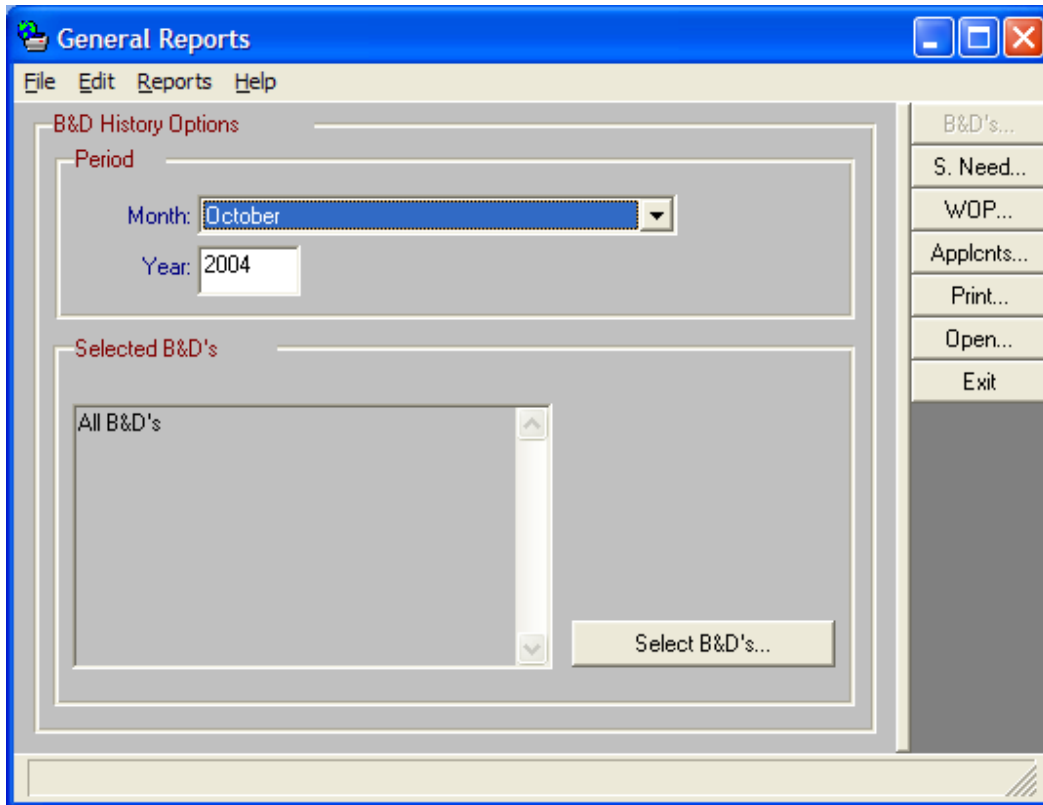 General Reports
File Edit Reports Help
B&D History Options
Period
Month: October
Year: 2004
Selected B&D's
All B&D's
Select B&D's...
B&D's...
S. Need...
WOP...
Applcnts...
Print...
Open...
Exit